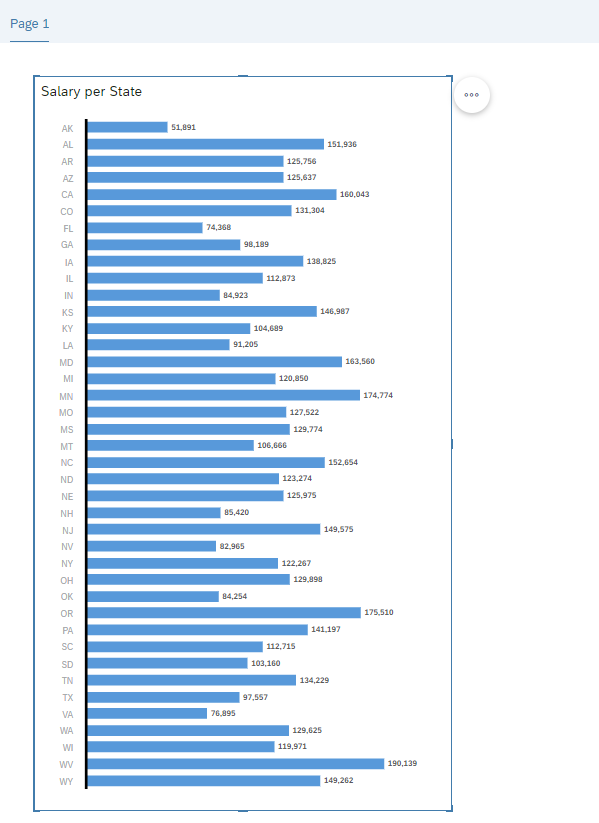 Page 1
Salary per State
AK 51,891
AL 151,936
AR 125,756
AZ 125,637
CA 160,043
CO 131,304
FL 74,368
GA 98,189
IA 138,825
IL 112,873
IN 84,923
KS 146,987
KY 104,689
LA 91,205
MD 163,560
MI 120,850
MN 174,774
MO 127,522
MS 129,774
MT 106,666
NC 152,654
ND 123,274
NE 125,975
NH 85,420
NJ 149,575
NV 82,965
NY 122,267
OH 129,898
OK 84,254
OR 175,510
PA 141,197
SC 112,715
SD 103,160
TN 134,229
TX 97,557
VA 76,895
WA 129,625
WI 119,971
WV 190,139
WY 149,262